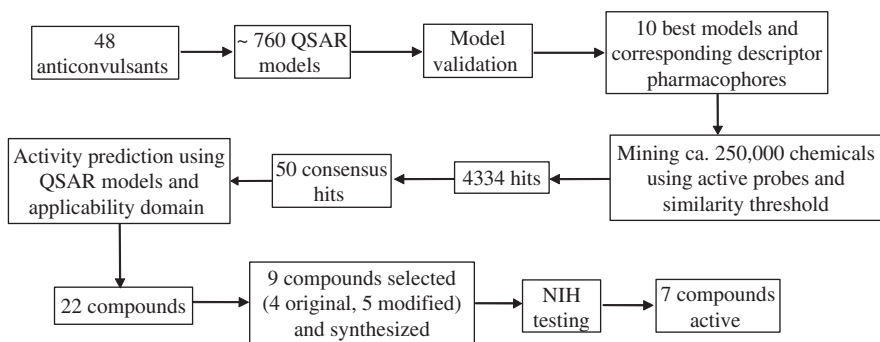 48
anticonvulsants
~ 760 QSAR
models
Model
validation
10 best models and
corresponding descriptor
pharmacophores
Mining ca. 250,000 chemicals
using active probes and
similarity threshold
4334 hits
50 consensus
hits
Activity prediction using
QSAR models and
applicability domain
22 compounds
9 compounds selected
(4 original, 5 modified)
and synthesized
NIH
testing
7 compounds
active